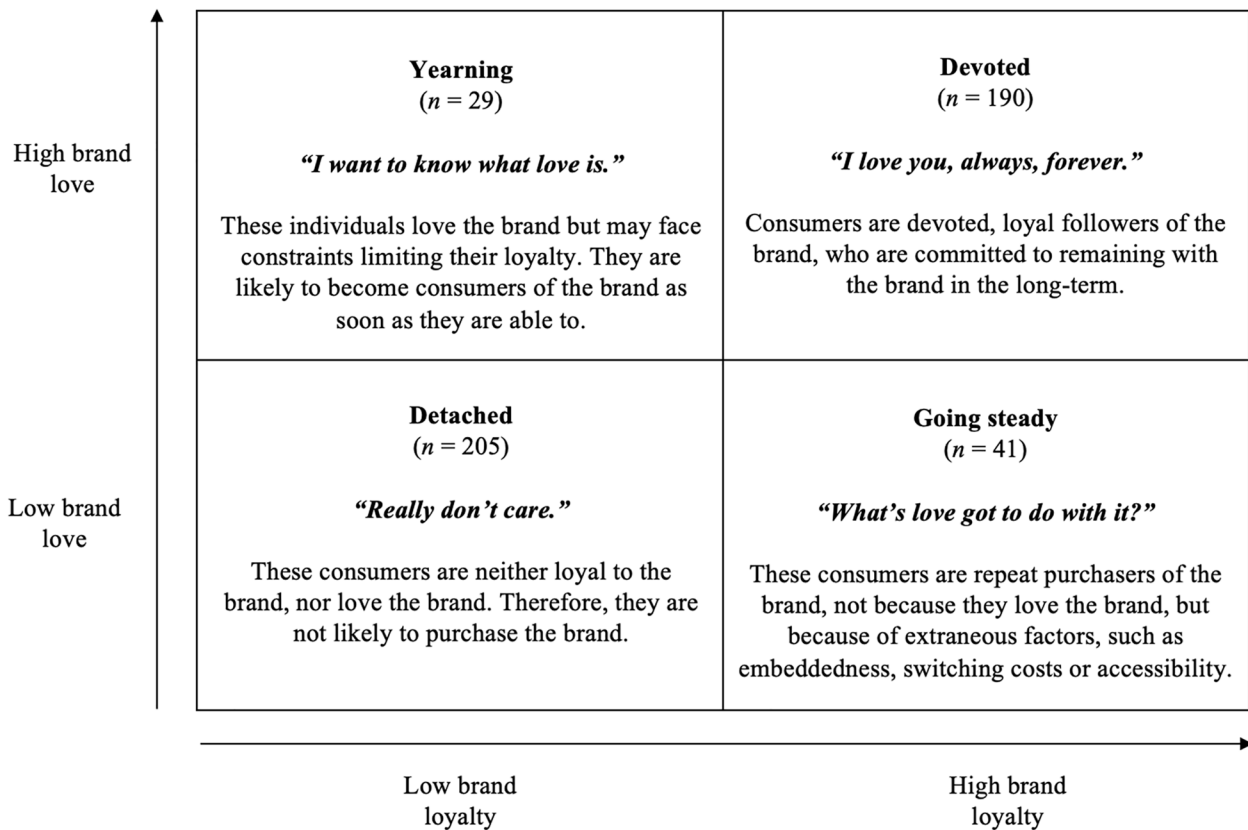 High brand
love
Yearning
(n = 29)
“I want to know what love is.”
These individuals love the brand but may face
constraints limiting their loyalty. They are
likely to become consumers of the brand as
soon as they are able to.
Devoted
(n = 190)
“I love you, always, forever.”
Consumers are devoted, loyal followers of the
brand, who are committed to remaining with
the brand in the long-term.
Low brand
love
Detached
(n = 205)
“Really don’t care.”
These consumers are neither loyal to the
brand, nor love the brand. Therefore, they are
not likely to purchase the brand.
Going steady
(n = 41)
“What’s love got to do with it?”
These consumers are repeat purchasers of the
brand, not because they love the brand, but
because of extraneous factors, such as
embeddedness, switching costs or accessibility.
Low brand
loyalty
High brand
loyalty